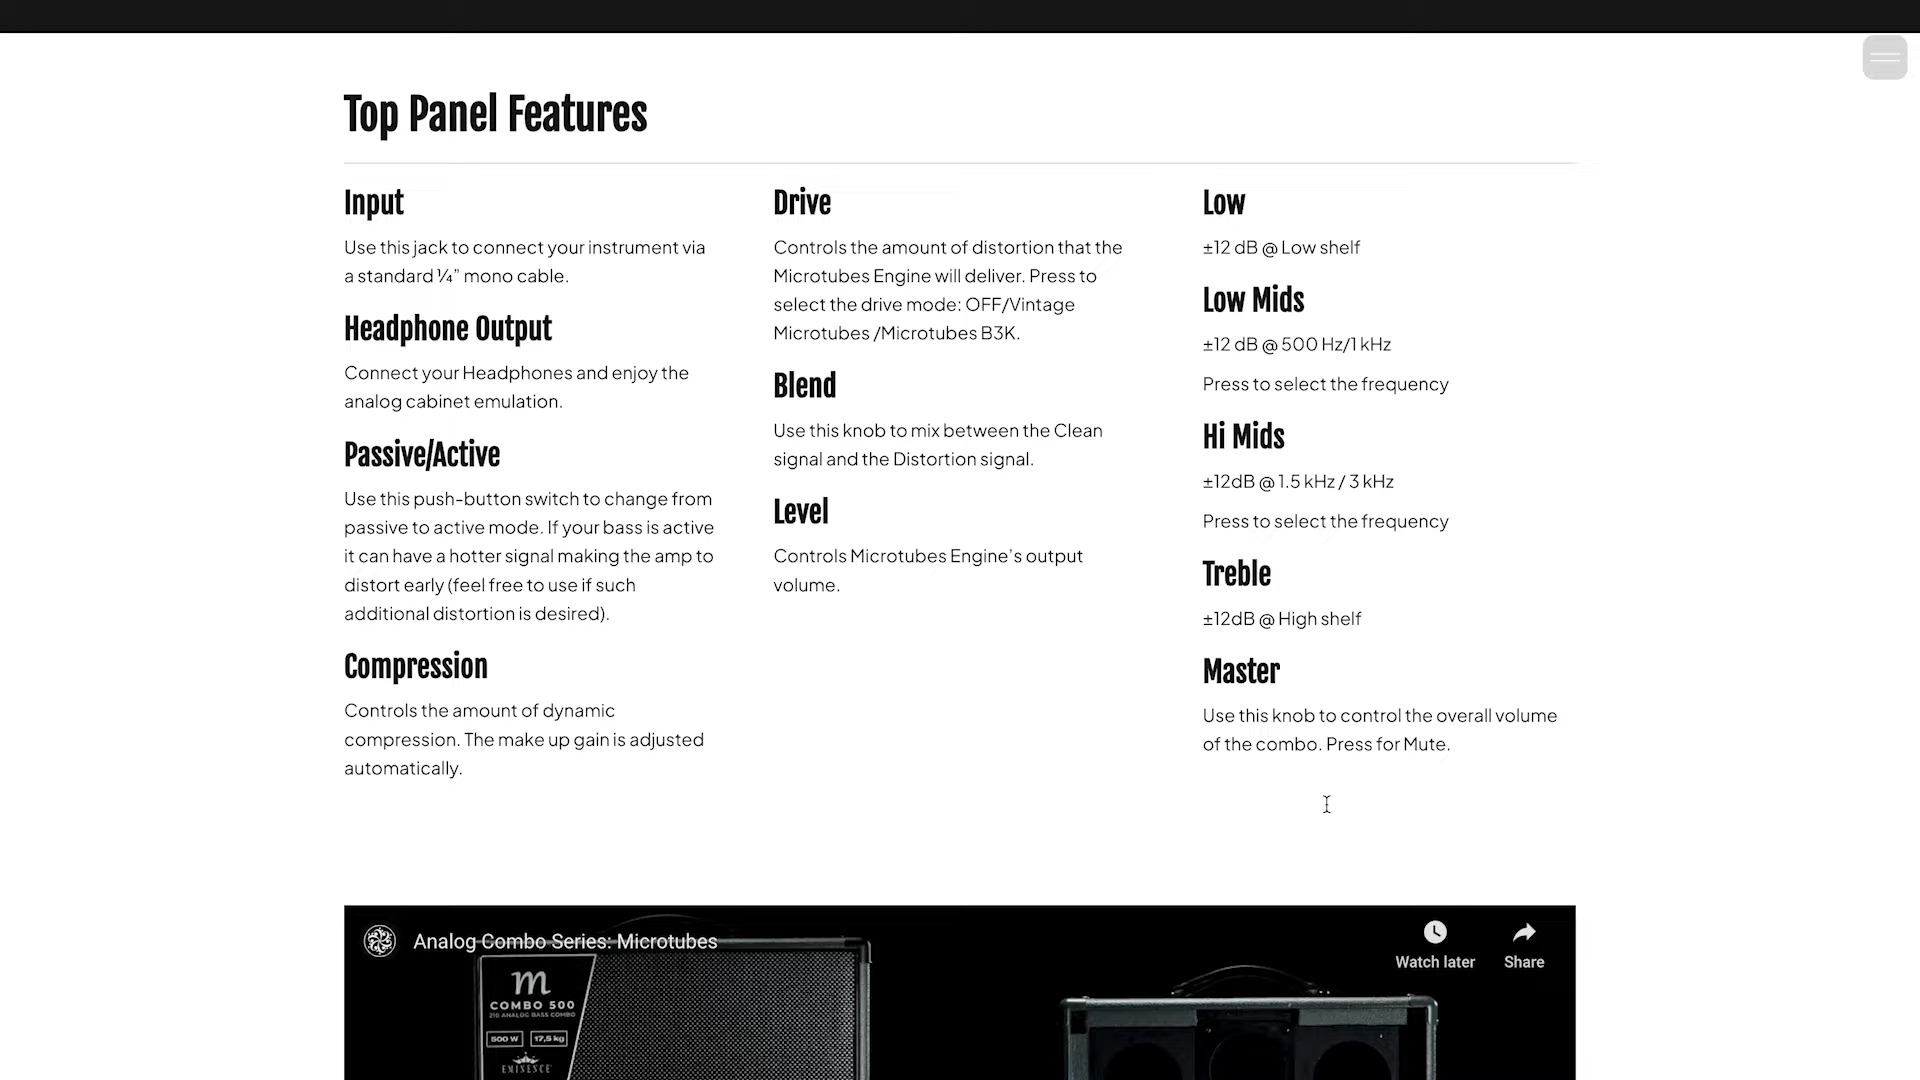 Top Panel Features
Input
Use this jack to connect your instrument via
a standard ¼” mono cable.
Headphone Output
Connect your Headphones and enjoy the
analog cabinet emulation.
Passive/Active
Use this push-button switch to change from
passive to active mode. If your bass is active
it can have a hotter signal making the amp to
distort early (feel free to use if such
additional distortion is desired).
Compression
Controls the amount of dynamic
compression. The make up gain is adjusted
automatically.
Drive
Controls the amount of distortion that the
Microtubes Engine will deliver. Press to
select the drive mode: OFF/Vintage
Microtubes /Microtubes B3K.
Blend
Use this knob to mix between the Clean
signal and the Distortion signal.
Level
Controls Microtubes Engine’s output
volume.
Low
±12 dB @ Low shelf
Low Mids
±12 dB @ 500 Hz/1 kHz
Press to select the frequency
Hi Mids
±12dB @ 1.5 kHz / 3 kHz
Press to select the frequency
Treble
±12dB @ High shelf
Master
Use this knob to control the overall volume
of the combo. Press for Mute.
Analog Combo Series: Microtubes
Watch later
Share
m
COMBO 500
210 ANALOG BASS COMBO
500 W
17,5 kg
EMINENCE